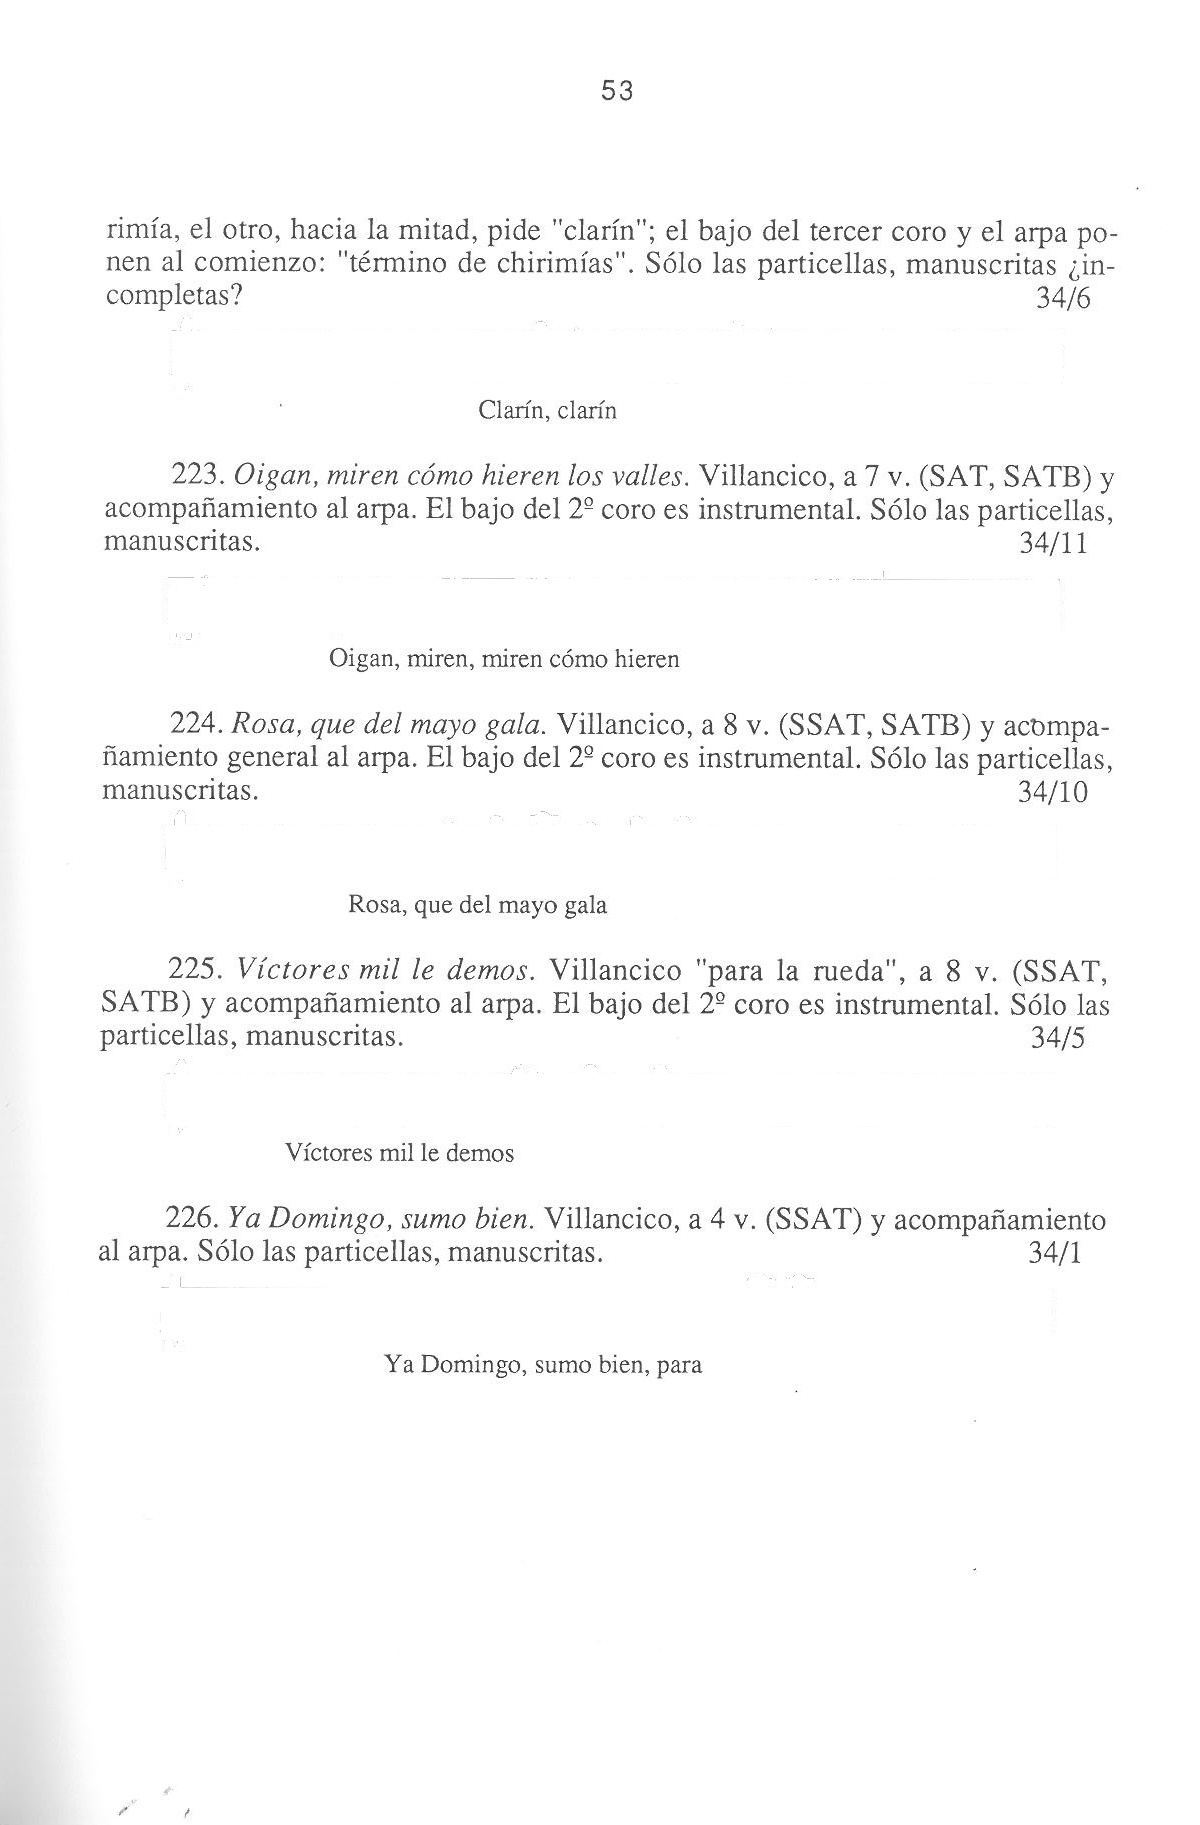 53
rimía, el otro, hacia la mitad, pide "clarín"; el bajo del tercer coro y el arpa po-
nen al comienzo: "término de chirimías". Sólo las particellas, manuscritas ¿in-
completas? 34/6
Clarín, clarín
223. Oigan, miren cómo hieren los valles. Villancico, a 7 v. (SAT, SATB) y
acompañamiento al arpa. El bajo del 2º coro es instrumental. Sólo las particellas,
manuscritas. 34/11
Oigan, miren, miren cómo hieren
224. Rosa, que del mayo gala. Villancico, a 8 v. (SSAT, SATB) y acompa-
ñamiento general al arpa. El bajo del 2º coro es instrumental. Sólo las particellas,
manuscritas. 34/10
Rosa, que del mayo gala
225. Víctores mil le demos. Villancico "para la rueda", a 8 v. (SSAT,
SATB) y acompañamiento al arpa. El bajo del 2º coro es instrumental. Sólo las
particellas, manuscritas. 34/5
Víctores mil le demos
226. Ya Domingo, sumo bien. Villancico, a 4 v. (SSAT) y acompañamiento
al arpa. Sólo las particellas, manuscritas. 34/1
Ya Domingo, sumo bien, para